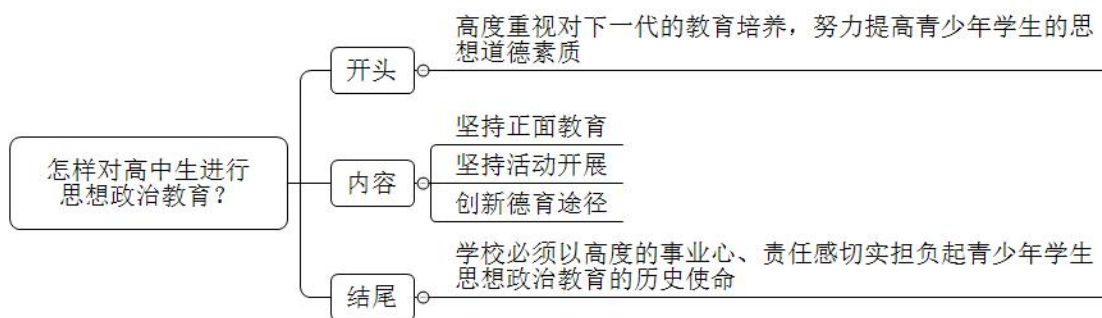 高度重视对下一代的教育培养，努力提高青少年学生的思
想道德素质
开头
坚持正面教育
怎样对高中生进行
思想政治教育？
内容
坚持活动开展
创新德育途径
学校必须以高度的事业心、责任感切实担负起青少年学生
思想政治教育的历史使命
结尾